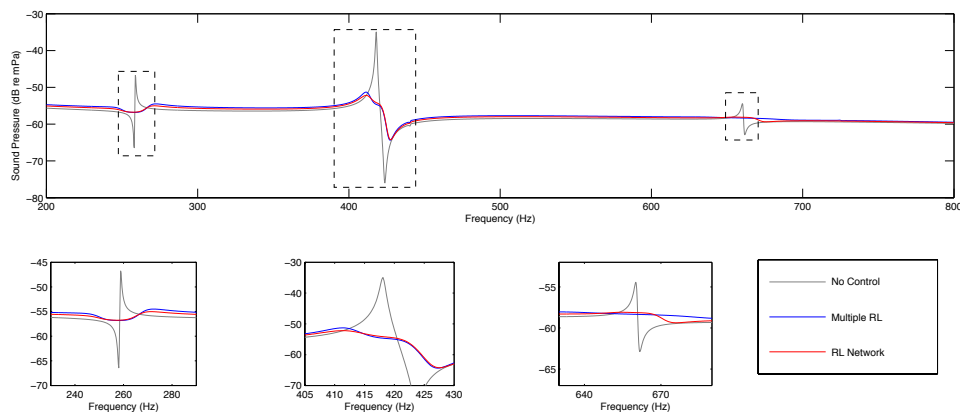 Sound Pressure (dB re mPa)
−30
−40
−50
−60
−70
−80
200 300 400 500 600 700 800
Frequency (Hz)
−45
−50
−55
−60
−65
−70
240 260 280
Frequency (Hz)
−30
−40
−50
−60
−70
405 410 415 420 425 430
Frequency (Hz)
−55
−60
−65
640 670
Frequency (Hz)
No Control
Multiple RL
RL Network